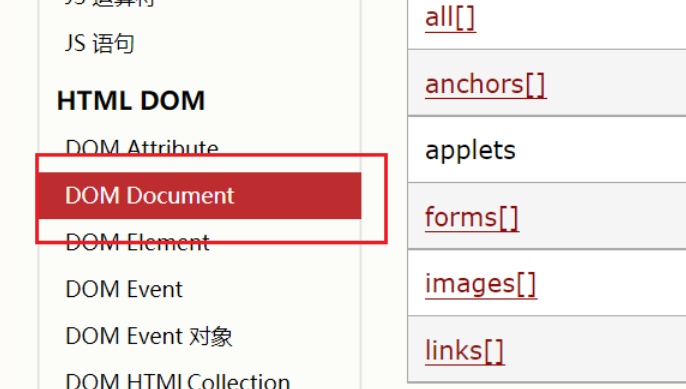 JS 运算符
JS 语句
HTML DOM
DOM Attribute
DOM Document
DOM Element
DOM Event
DOM Event 对象
DOM HTMLCollection
all[]
anchors[]
applets
forms[]
images[]
links[]